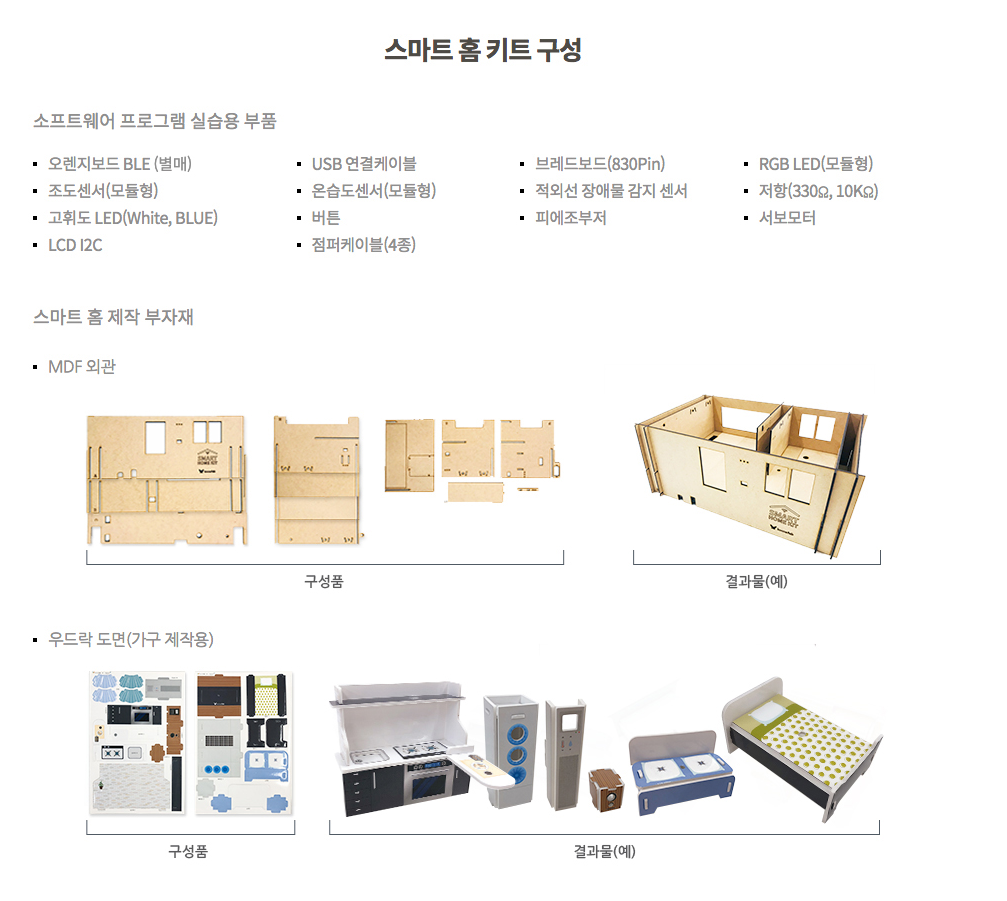 스마트 홈 키트 구성
소프트웨어 프로그램 실습용 부품
오렌지보드 BLE (별매)
USB 연결케이블
브레드보드(830Pin)
RGB LED(모듈형)
조도센서(모듈형)
온습도센서(모듈형)
적외선 장애물 감지 센서
저항(330Ω, 10KΩ)
고휘도 LED(White, BLUE)
버튼
피에조부저
서보모터
LCD I2C
점퍼케이블(4종)
스마트 홈 제작 부자재
MDF 외관
SMART
HOME KIT
SMART
HOME KIT
구성품
결과물(예)
우드락 도면(가구 제작용)
구성품
결과물(예)